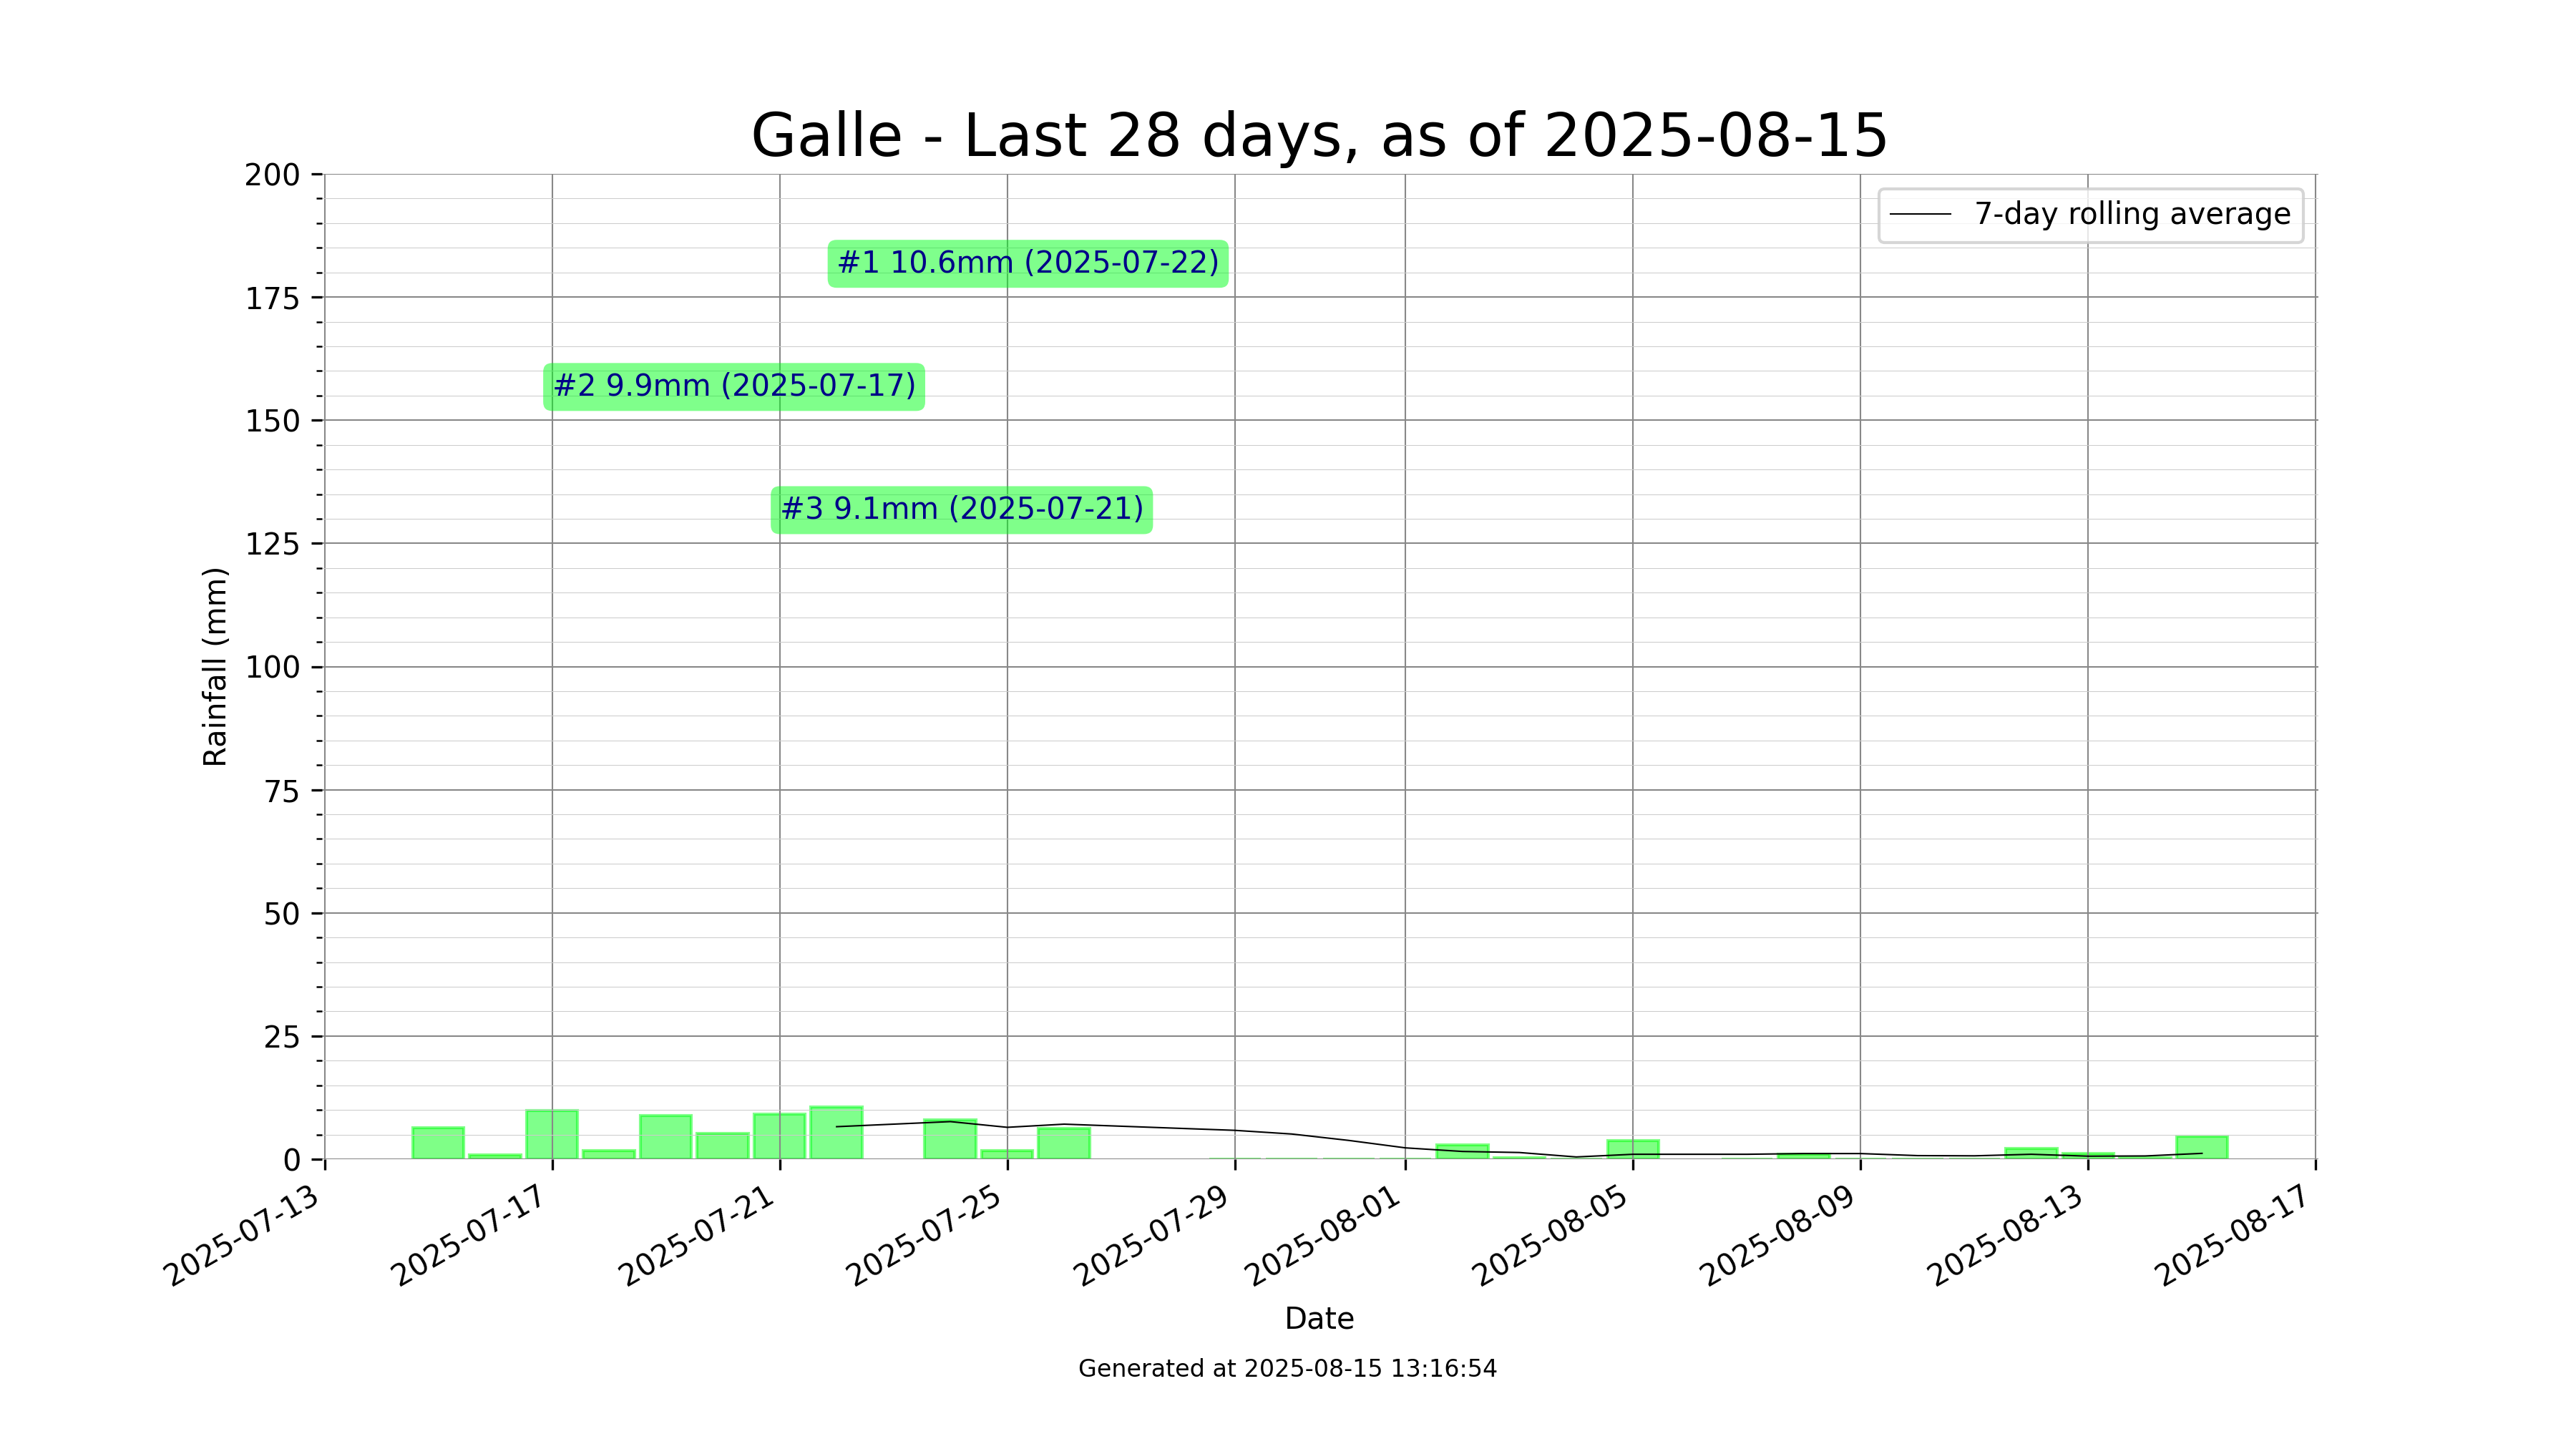 Galle - Last 28 days, as of 2025-08-15
7-day rolling average
#1 10.6mm (2025-07-22)
#2 9.9mm (2025-07-17)
#3 9.1mm (2025-07-21)
Rainfall (mm)
200
175
150
125
100
75
50
25
0
2025-07-13
2025-07-17
2025-07-21
2025-07-25
2025-07-29
2025-08-01
2025-08-05
2025-08-09
2025-08-13
2025-08-17
Date
Generated at 2025-08-15 13:16:54